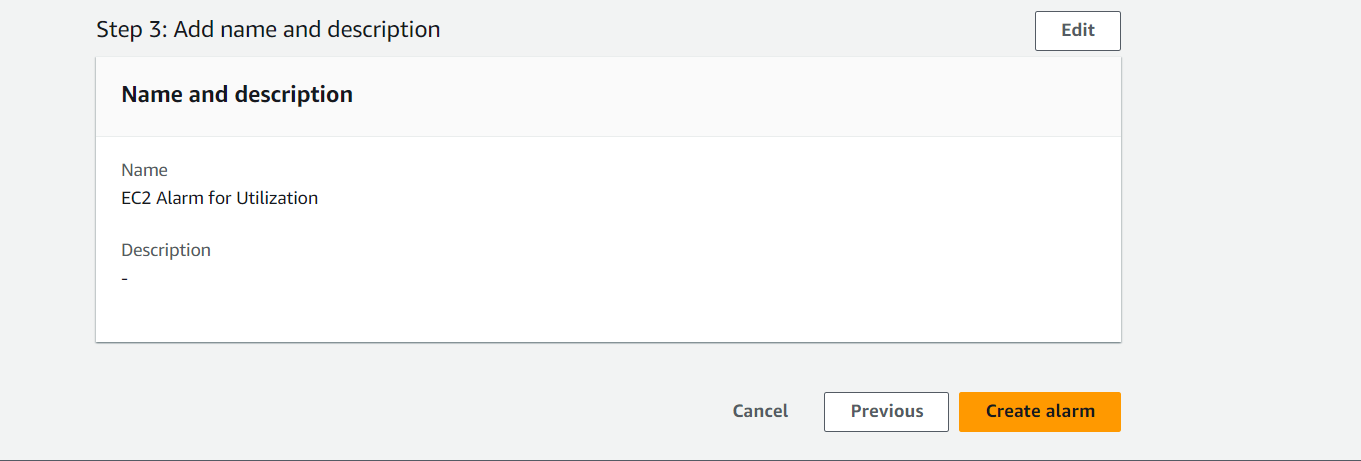 Step 3: Add name and description
Edit
Name and description
Name
EC2 Alarm for Utilization
Description
-
Cancel
Previous
Create alarm